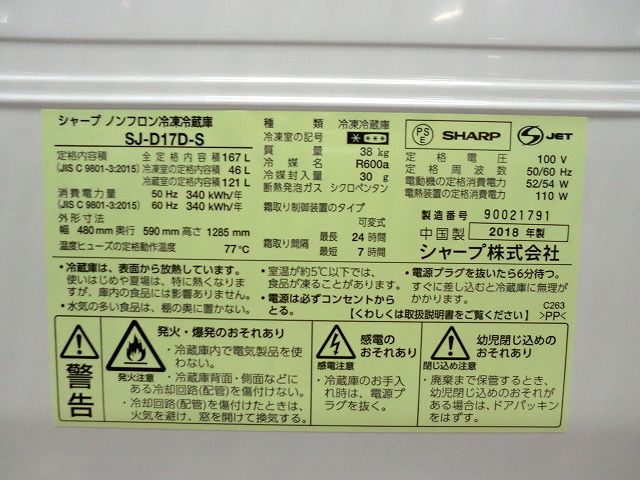 シャープ ノンフロン冷凍冷蔵庫
SJ-D17D-S
定格内容積 全定格内容積 167 L
(JIS C 9801-3:2015) 冷凍室の定格内容積 46 L
冷蔵室の定格内容積 121 L
消費電力量 50 Hz 340 kWh/年
(JIS C 9801-3:2015) 60 Hz 340 kWh/年
外形寸法
幅 480 mm 奥行 590 mm 高さ 1285 mm
温度ヒューズの定格動作温度 77℃
種類 冷凍冷蔵庫
冷凍室の記号 ****
質量 38 kg
冷媒名 R600a
冷媒封入量 30 g
断熱発泡ガス シクロペンタン
霜取り制御装置のタイプ
可変式
霜取り間隔 最長 24 時間
最短 7 時間
PSE SHARP S JET
定格電圧 100 V
定格周波数 50/60 Hz
電動機の定格消費電力 52/54 W
電熱装置の定格消費電力 110 W
製造番号 90021791
中国製 2018 年製
シャープ株式会社
・冷蔵庫は、表面から放熱しています。
使いはじめや夏場は、特に熱くなります
が、庫内の食品には影響ありません。
・水気の多い食品は、棚の奥に置かない。
・室温が約5℃以下では、
食品が凍ることがあります。
・電源は必ずコンセントから
とる。
・電源プラグを抜いたら6分待つ。
すぐに差し込むと冷蔵庫に無理が
かかります。
【くわしくは取扱説明書をご覧ください】
C263
>PP<
警告
発火・爆発のおそれあり
発火注意
・冷蔵庫内で電気製品を使
わない。
・冷蔵庫背面・側面などに
ある冷却回路(配管)を傷付けない。
・冷却回路(配管)を傷付けたときは、
火気を避け、窓を開けて換気する。
感電の
おそれあり
感電注意
・冷蔵庫のお手入
れ時は、電源プ
ラグを抜く。
幼児閉じ込めの
おそれあり
閉じ込め注意
・廃棄まで保管するとき、
幼児閉じ込めのおそれが
ある場合は、ドアパッキン
をはずす。